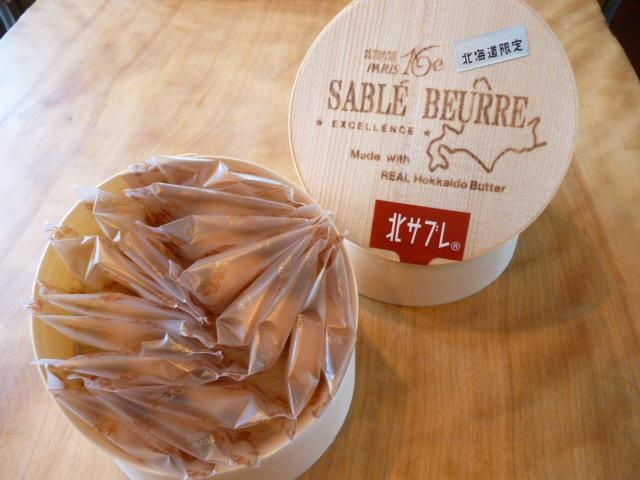 PARIS 16e
北海道限定
SABLÉ BEURRE
★ EXCELLENCE ★
Made with
REAL Hokkaido Butter
北サブレ®